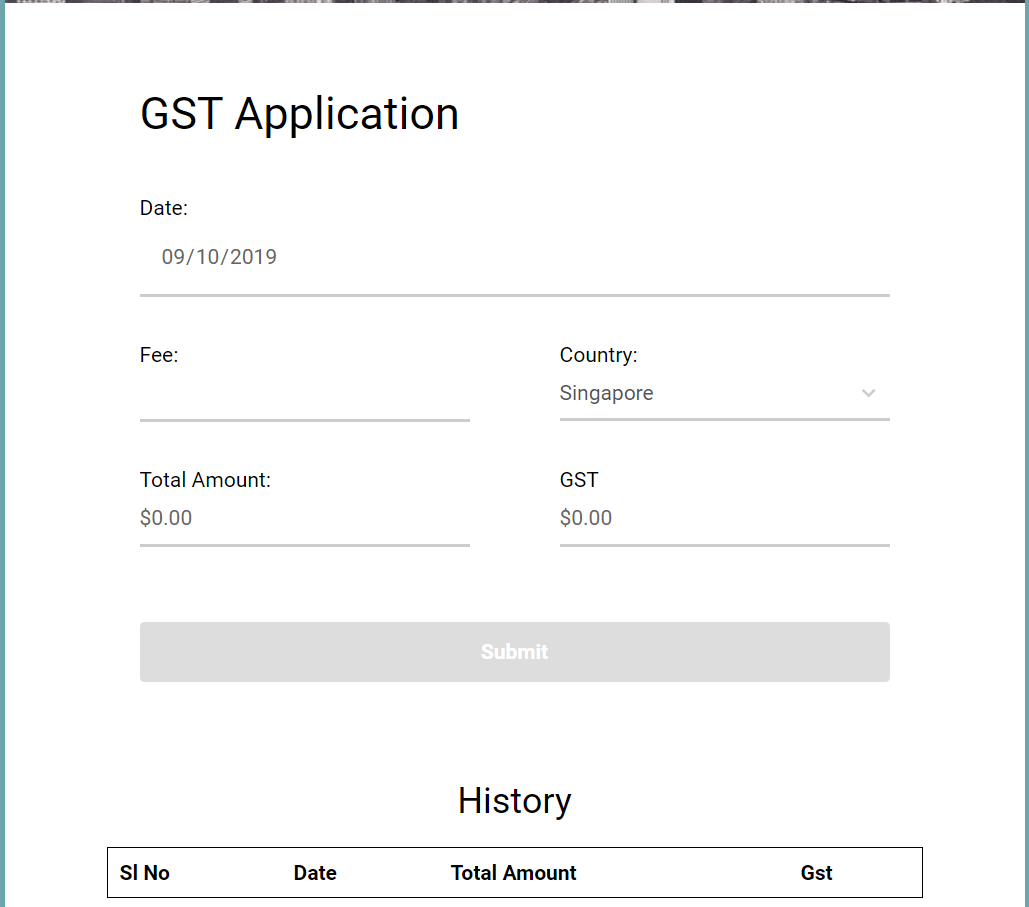 GST Application
Date:
09/10/2019
Fee:
Country:
Singapore
Total Amount:
$0.00
GST
$0.00
Submit
History
Sl No Date Total Amount Gst